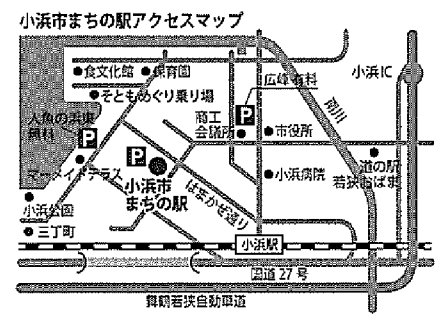 小浜市まちの駅アクセスマップ
食文化館
保育園
広峰 有料
小浜IC
そともめぐり乗り場
人魚の浜東
無料
P
P
商工
会議所
市役所
南川
マーメイドテラス
P
小浜市
まちの駅
小浜病院
道の駅
若狭おばま
はまかぜ通り
小浜公園
三丁町
小浜駅
国道27号
舞鶴若狭自動車道